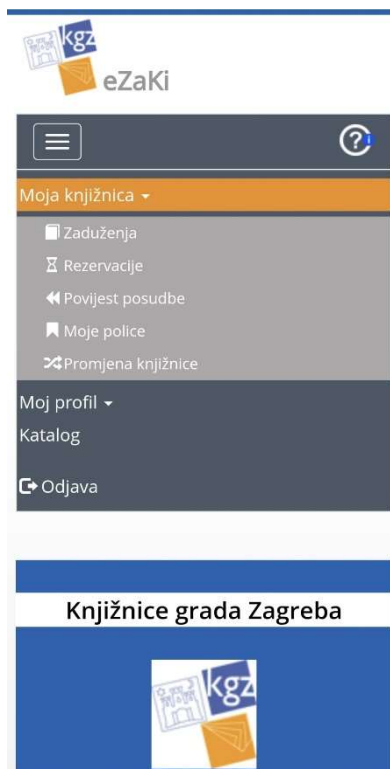 kgz
eZaKi
Moja knjižnica
Zaduženja
Rezervacije
Povijest posudbe
Moje police
Promjena knjižnice
Moj profil
Katalog
Odjava
Knjižnice grada Zagreba
kgz